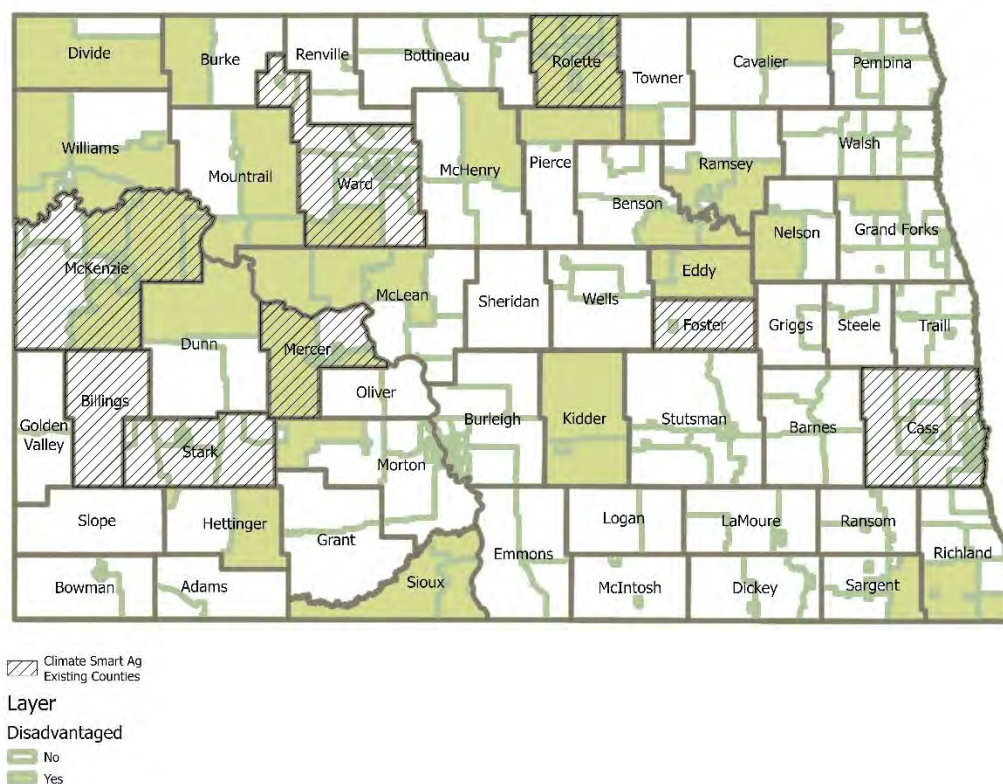 Divide
Burke
Renville
Bottineau
Rolette
Towner
Cavalier
Pembina
Williams
Mountrail
Ward
McHenry
Pierce
Benson
Ramsey
Walsh
McKenzie
Dunn
McLean
Mercer
Sheridan
Wells
Eddy
Foster
Nelson
Grand Forks
Griggs
Steele
Traill
Golden
Valley
Billings
Stark
Oliver
Morton
Burleigh
Kidder
Stutsman
Barnes
Cass
Slope
Hettinger
Grant
Sioux
Emmons
Logan
LaMoure
Ransom
Richland
Bowman
Adams
McIntosh
Dickey
Sargent
Climate Smart Ag
Existing Counties
Layer
Disadvantaged
No
Yes